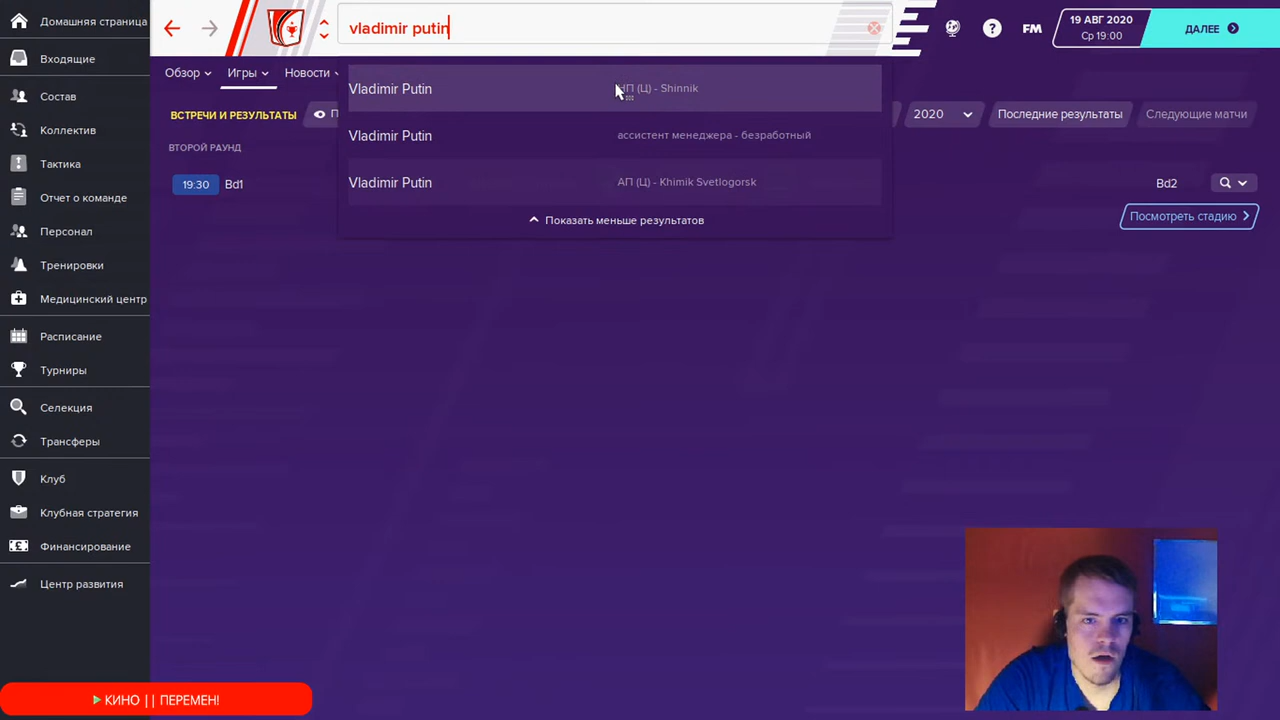 Домашная страница
vladimir putin
FM
19 АВГ 2020
Ср 19:00
ДАЛЕЕ
Входящие
Состав
Коллектив
Тактика
Отчет о команде
Персонал
Тренировки
Медицинский центр
Расписание
Турниры
Селекция
Трансферы
Клуб
Клубная стратегия
Финансирование
Центр развития
Обзор
Игры
Новости
ВСТРЕЧИ И РЕЗУЛЬТАТЫ
2020
Последние результаты
Следующие матчи
ВТОРОЙ РАУНД
19:30 Bd1
Bd2
Посмотреть стадию
Vladimir Putin (Ц) - Shinnik
Vladimir Putin ассистент менеджера - безработный
Vladimir Putin АП (Ц) - Khimik Svetlogorsk
Показать меньше результатов
КИНО || ПЕРЕМЕН!